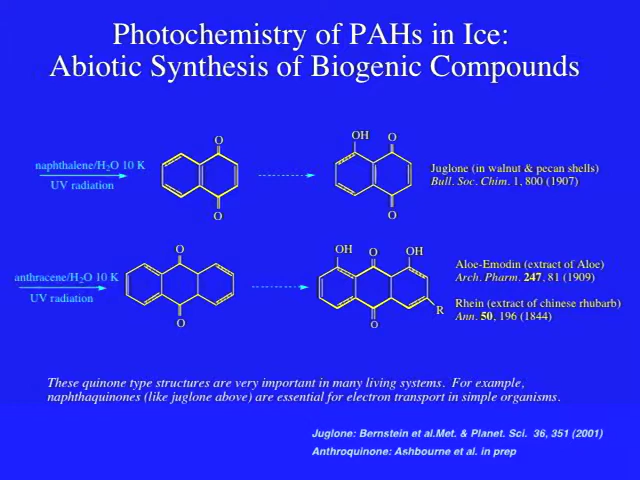 Photochemistry of PAHs in Ice:
Abiotic Synthesis of Biogenic Compounds
naphthalene/H₂O 10 K
UV radiation
O
O
OH O
O
Juglone (in walnut & pecan shells)
Bull. Soc. Chim. 1, 800 (1907)
anthracene/H₂O 10 K
UV radiation
O
O
OH O OH
R
O
Aloe-Emodin (extract of Aloe)
Arch. Pharm. 247, 81 (1909)
Rhein (extract of chinese rhubarb)
Ann. 50, 196 (1844)
These quinone type structures are very important in many living systems. For example,
naphthaquinones (like juglone above) are essential for electron transport in simple organisms.
Juglone: Bernstein et al.Met. & Planet. Sci. 36, 351 (2001)
Anthroquinone: Ashbourne et al. in prep